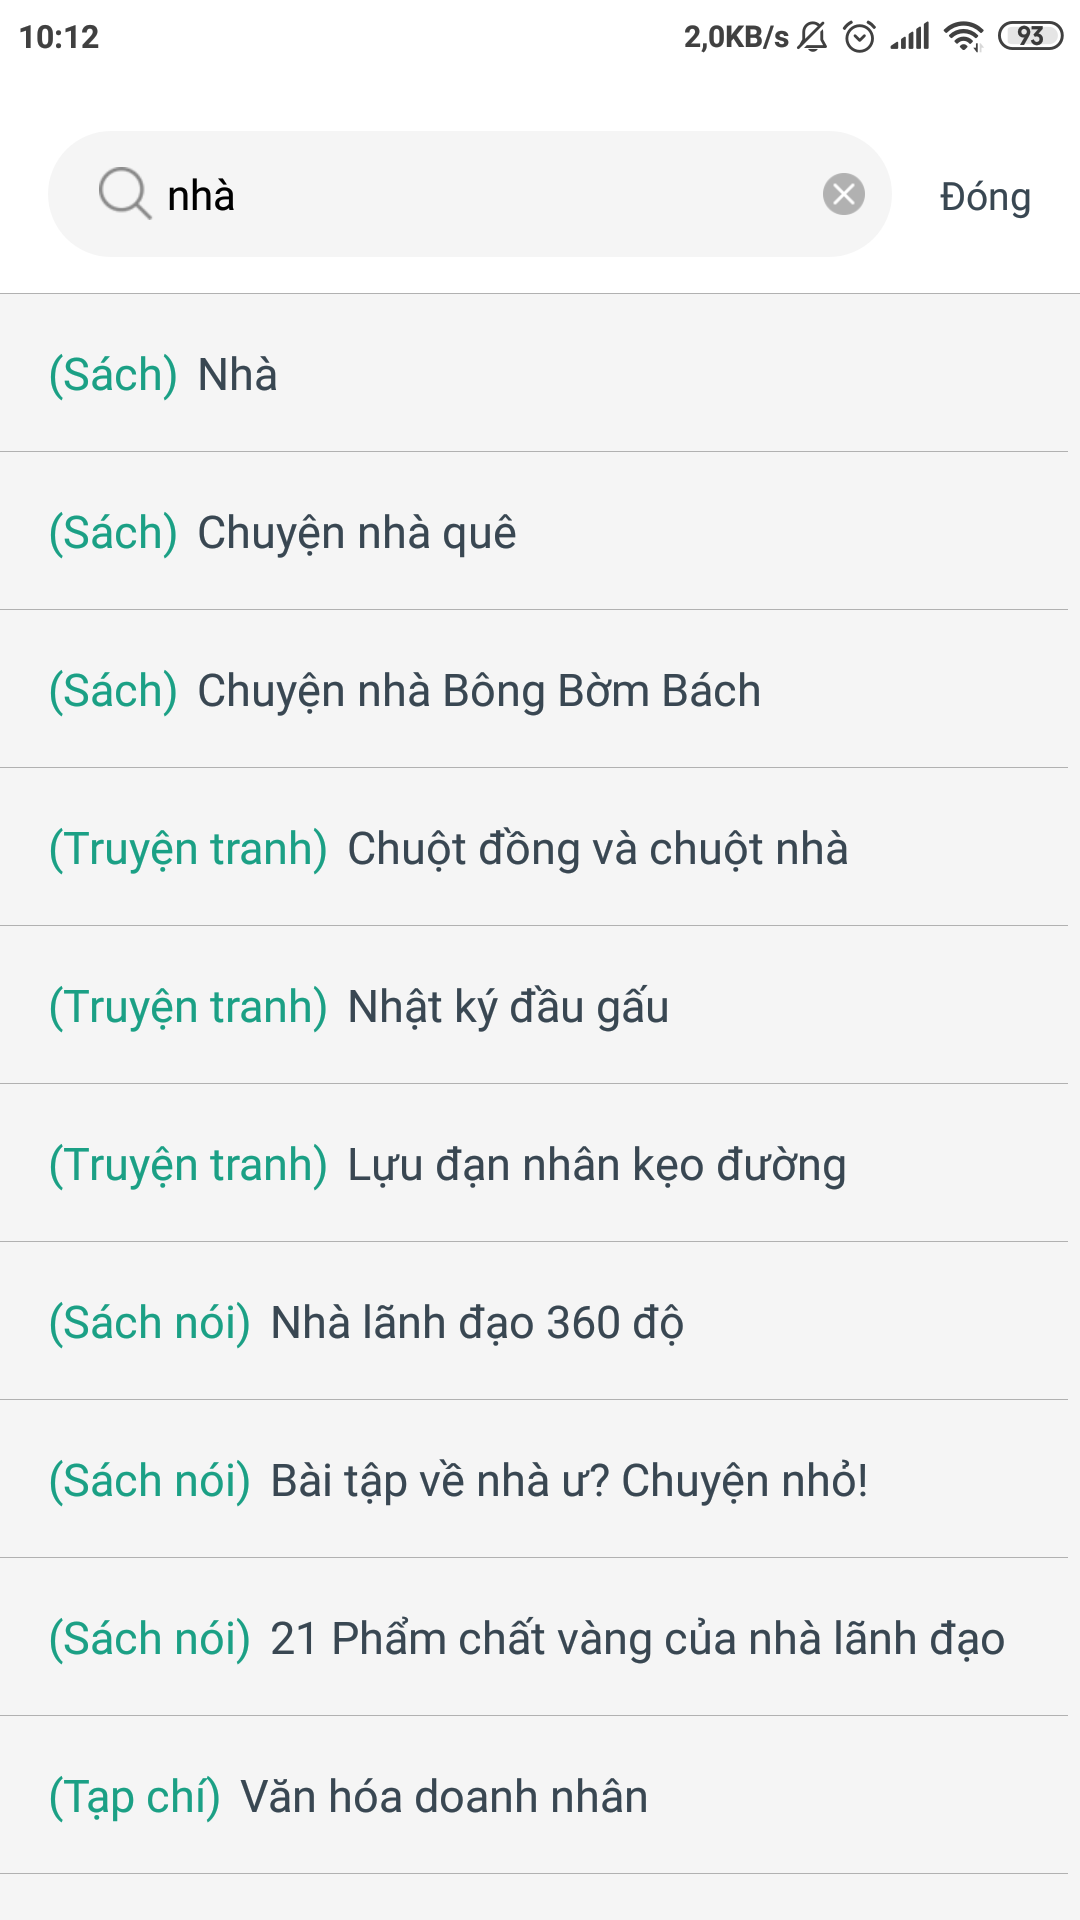 10:12 2,0KB/s 93
nhà Đóng
(Sách) Nhà
(Sách) Chuyện nhà quê
(Sách) Chuyện nhà Bông Bờm Bách
(Truyện tranh) Chuột đồng và chuột nhà
(Truyện tranh) Nhật ký đầu gấu
(Truyện tranh) Lựu đạn nhân kẹo đường
(Sách nói) Nhà lãnh đạo 360 độ
(Sách nói) Bài tập về nhà ư? Chuyện nhỏ!
(Sách nói) 21 Phẩm chất vàng của nhà lãnh đạo
(Tạp chí) Văn hóa doanh nhân